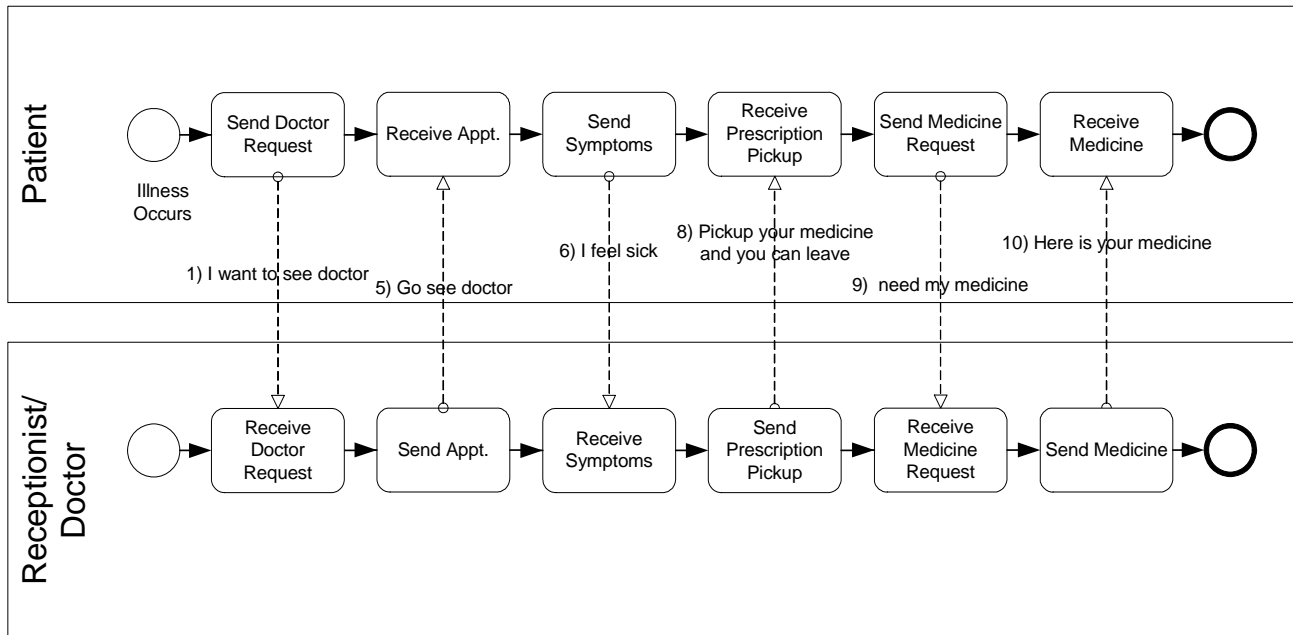 Patient
Send Doctor
Request
Receive Appt.
Send
Symptoms
Receive
Prescription
Pickup
Send Medicine
Request
Receive
Medicine
Illness
Occurs
1) I want to see doctor
5) Go see doctor
6) I feel sick
8) Pickup your medicine
and you can leave
9) need my medicine
10) Here is your medicine
Receptionist/
Doctor
Receive
Doctor
Request
Send Appt.
Receive
Symptoms
Send
Prescription
Pickup
Receive
Medicine
Request
Send Medicine